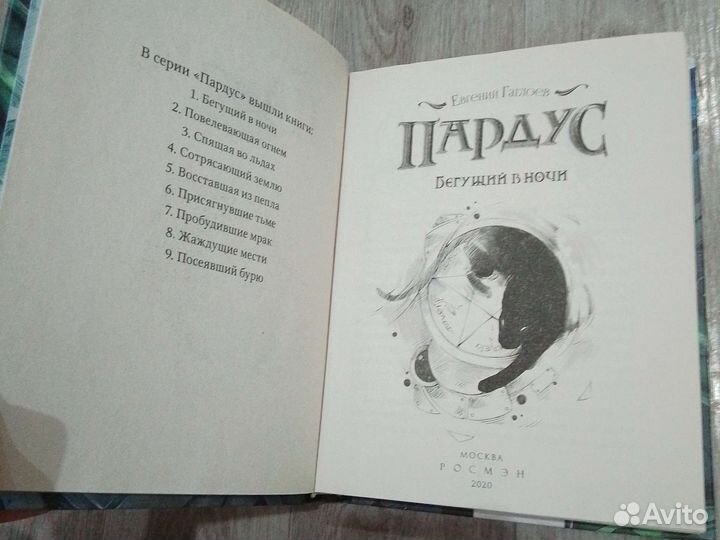 В серии «Пардус» вышли книги:
1. Бегущий в ночи
2. Повелевающая огнем
3. Спящая во льдах
4. Сотрясающий землю
5. Восставшая из пепла
6. Присягнувшие тьме
7. Пробудившие мрак
8. Жаждущие мести
9. Посеявший бурю
Евгений Гаглоев
ПАРДУС
Бегущий в ночи
МОСКВА
РОСМЭН
2020
Avito